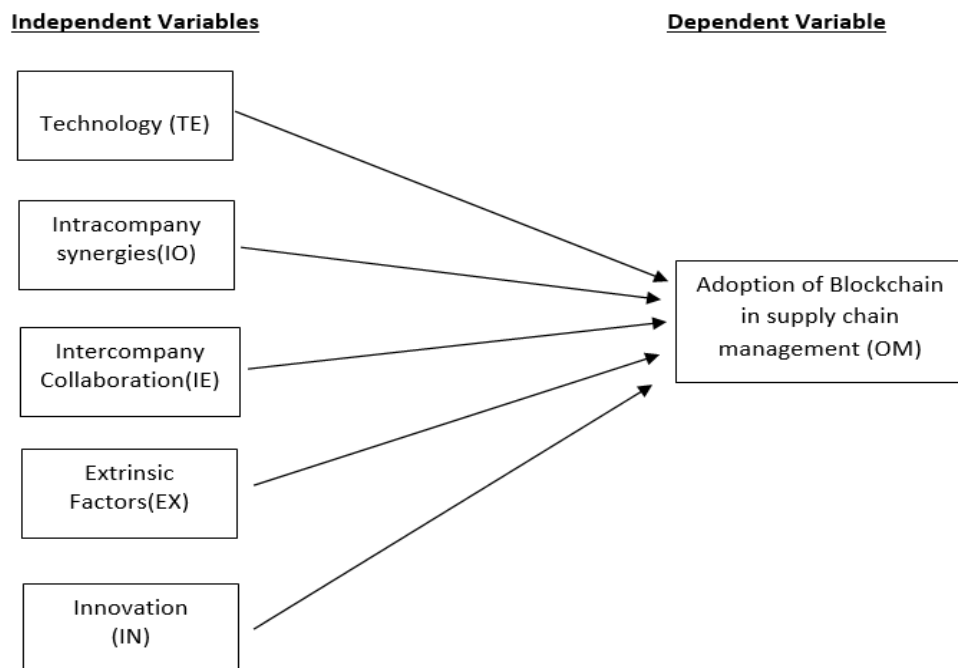 Independent Variables
Dependent Variable
Technology (TE)
Intracompany
synergies(IO)
Intercompany
Collaboration(IE)
Extrinsic
Factors(EX)
Innovation
(IN)
Adoption of Blockchain
in supply chain
management (OM)